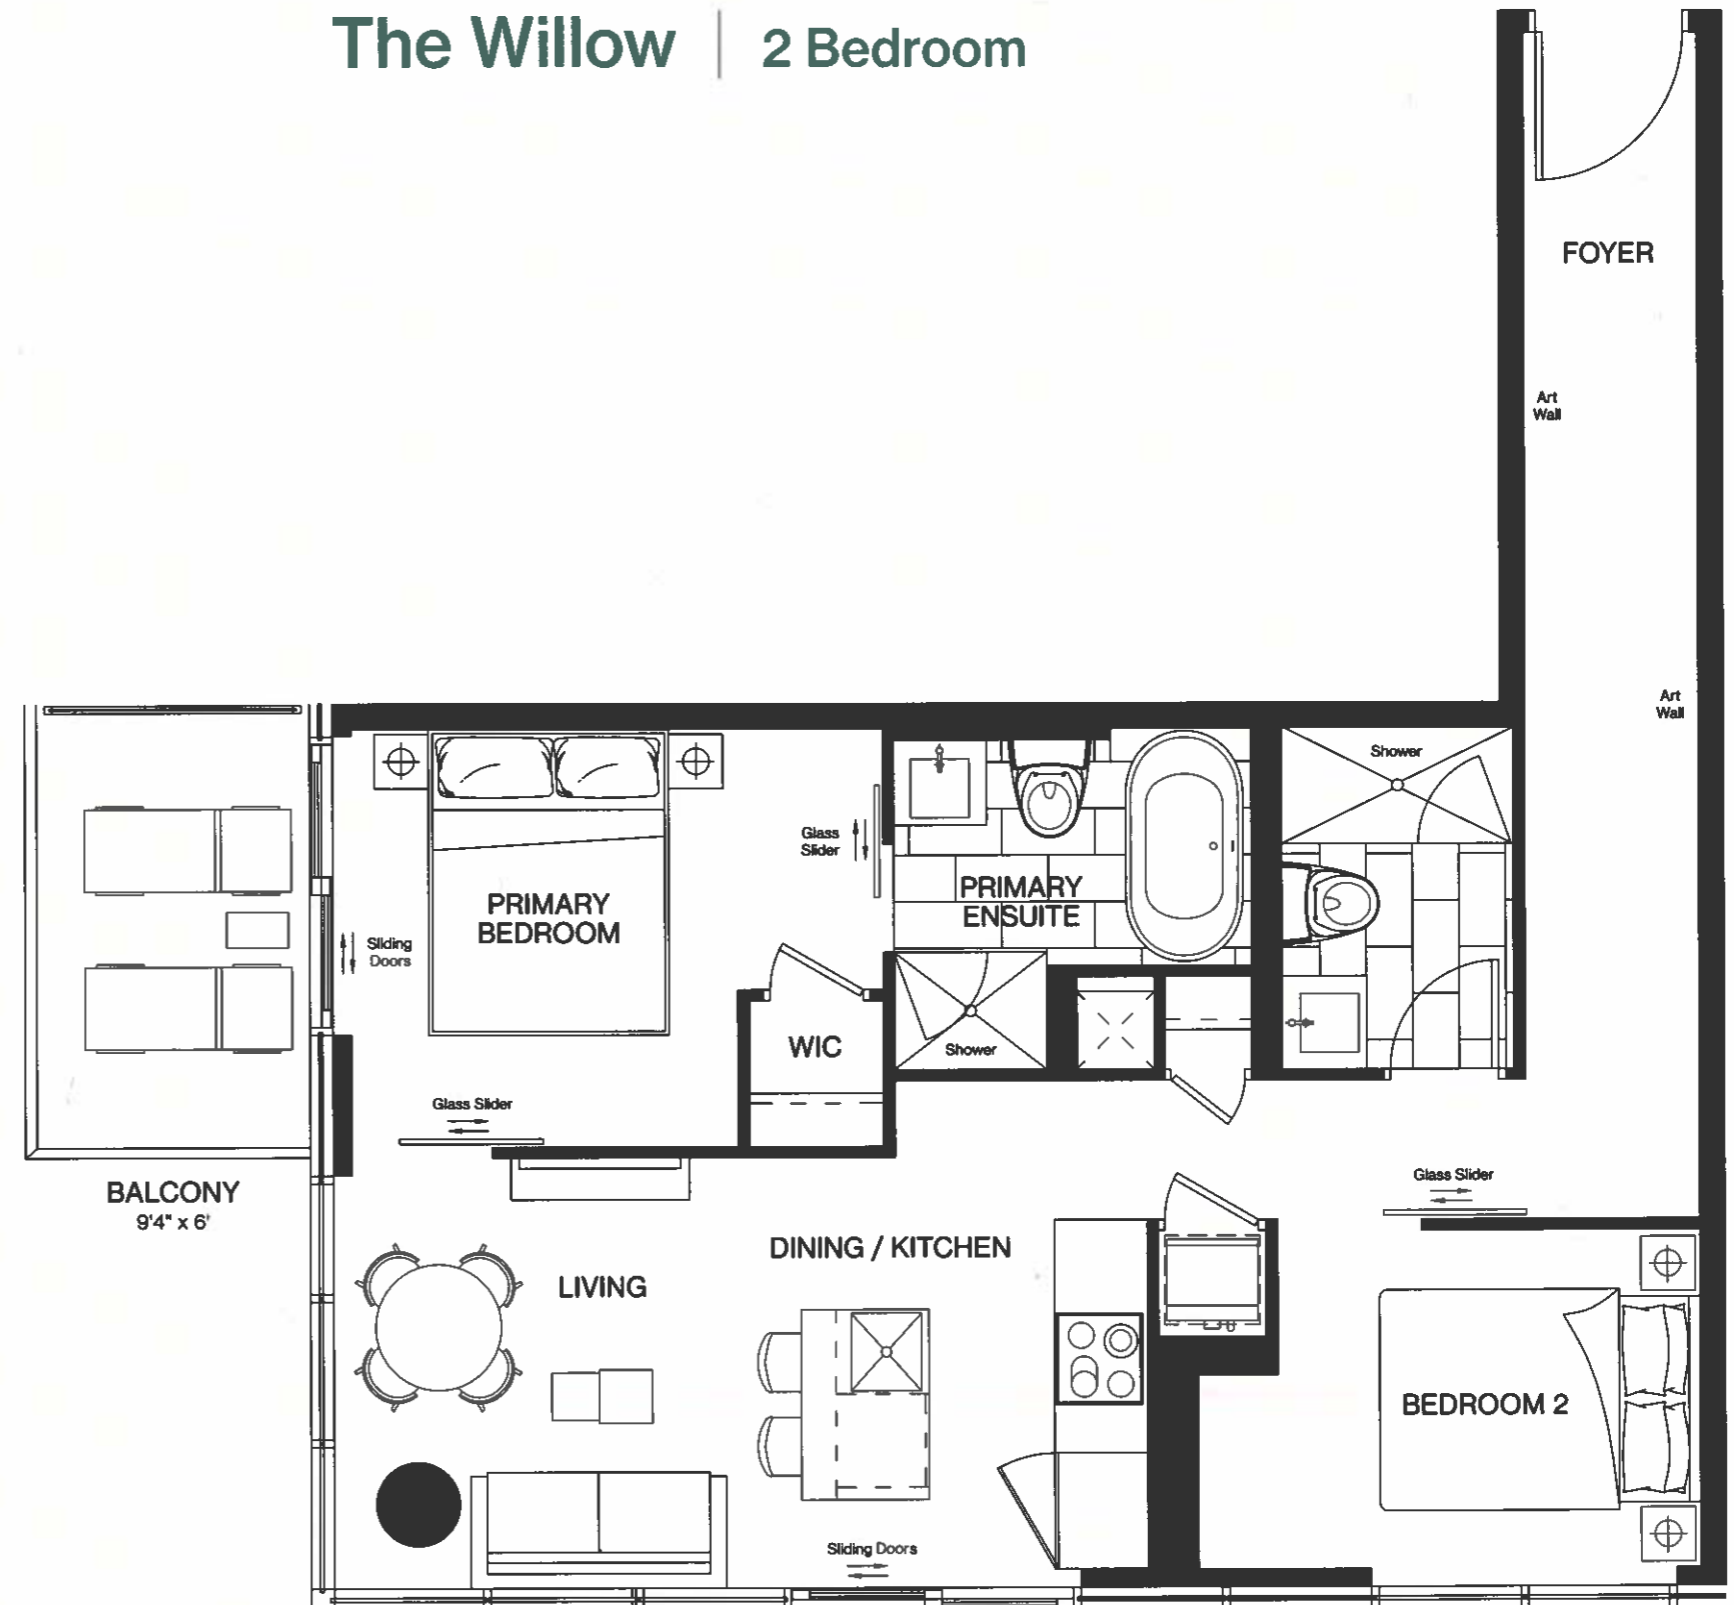 The Willow | 2 Bedroom
FOYER
Art
Wall
Art
Wall
Shower
Glass
Slider
PRIMARY
BEDROOM
PRIMARY
ENSUITE
Sliding
Doors
WIC
Shower
Glass Slider
Glass Slider
BALCONY
9'4" x 6'
DINING / KITCHEN
LIVING
BEDROOM 2
Sliding Doors